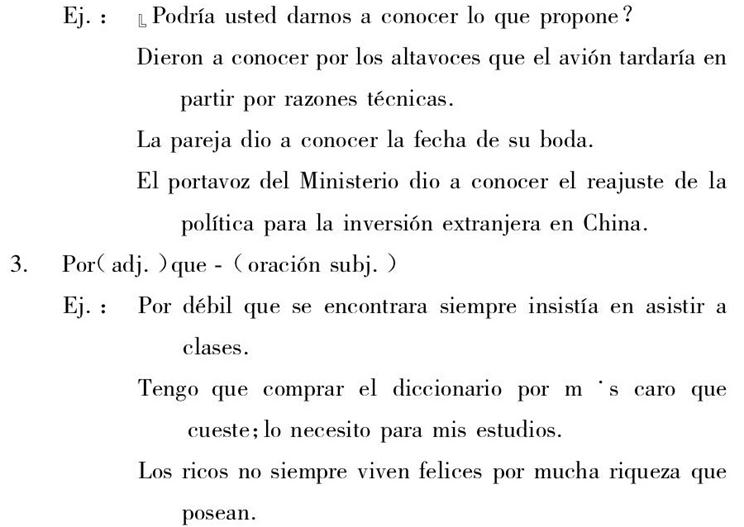 Ej.： ╚Podría usted darnos a conocer lo que propone？
Dieron a conocer por los altavoces que el avión tardaría en
partir por razones técnicas.
La pareja dio a conocer la fecha de su boda.
El portavoz del Ministerio dio a conocer el reajuste de la
política para la inversión extranjera en China.
3. Por( adj. )que -（oración subj. )
Ej.： Por débil que se encontrara siempre insistía en asistir a
clases.
Tengo que comprar el diccionario por m ˙s caro que
cueste; lo necesito para mis estudios.
Los ricos no siempre viven felices por mucha riqueza que
posean.